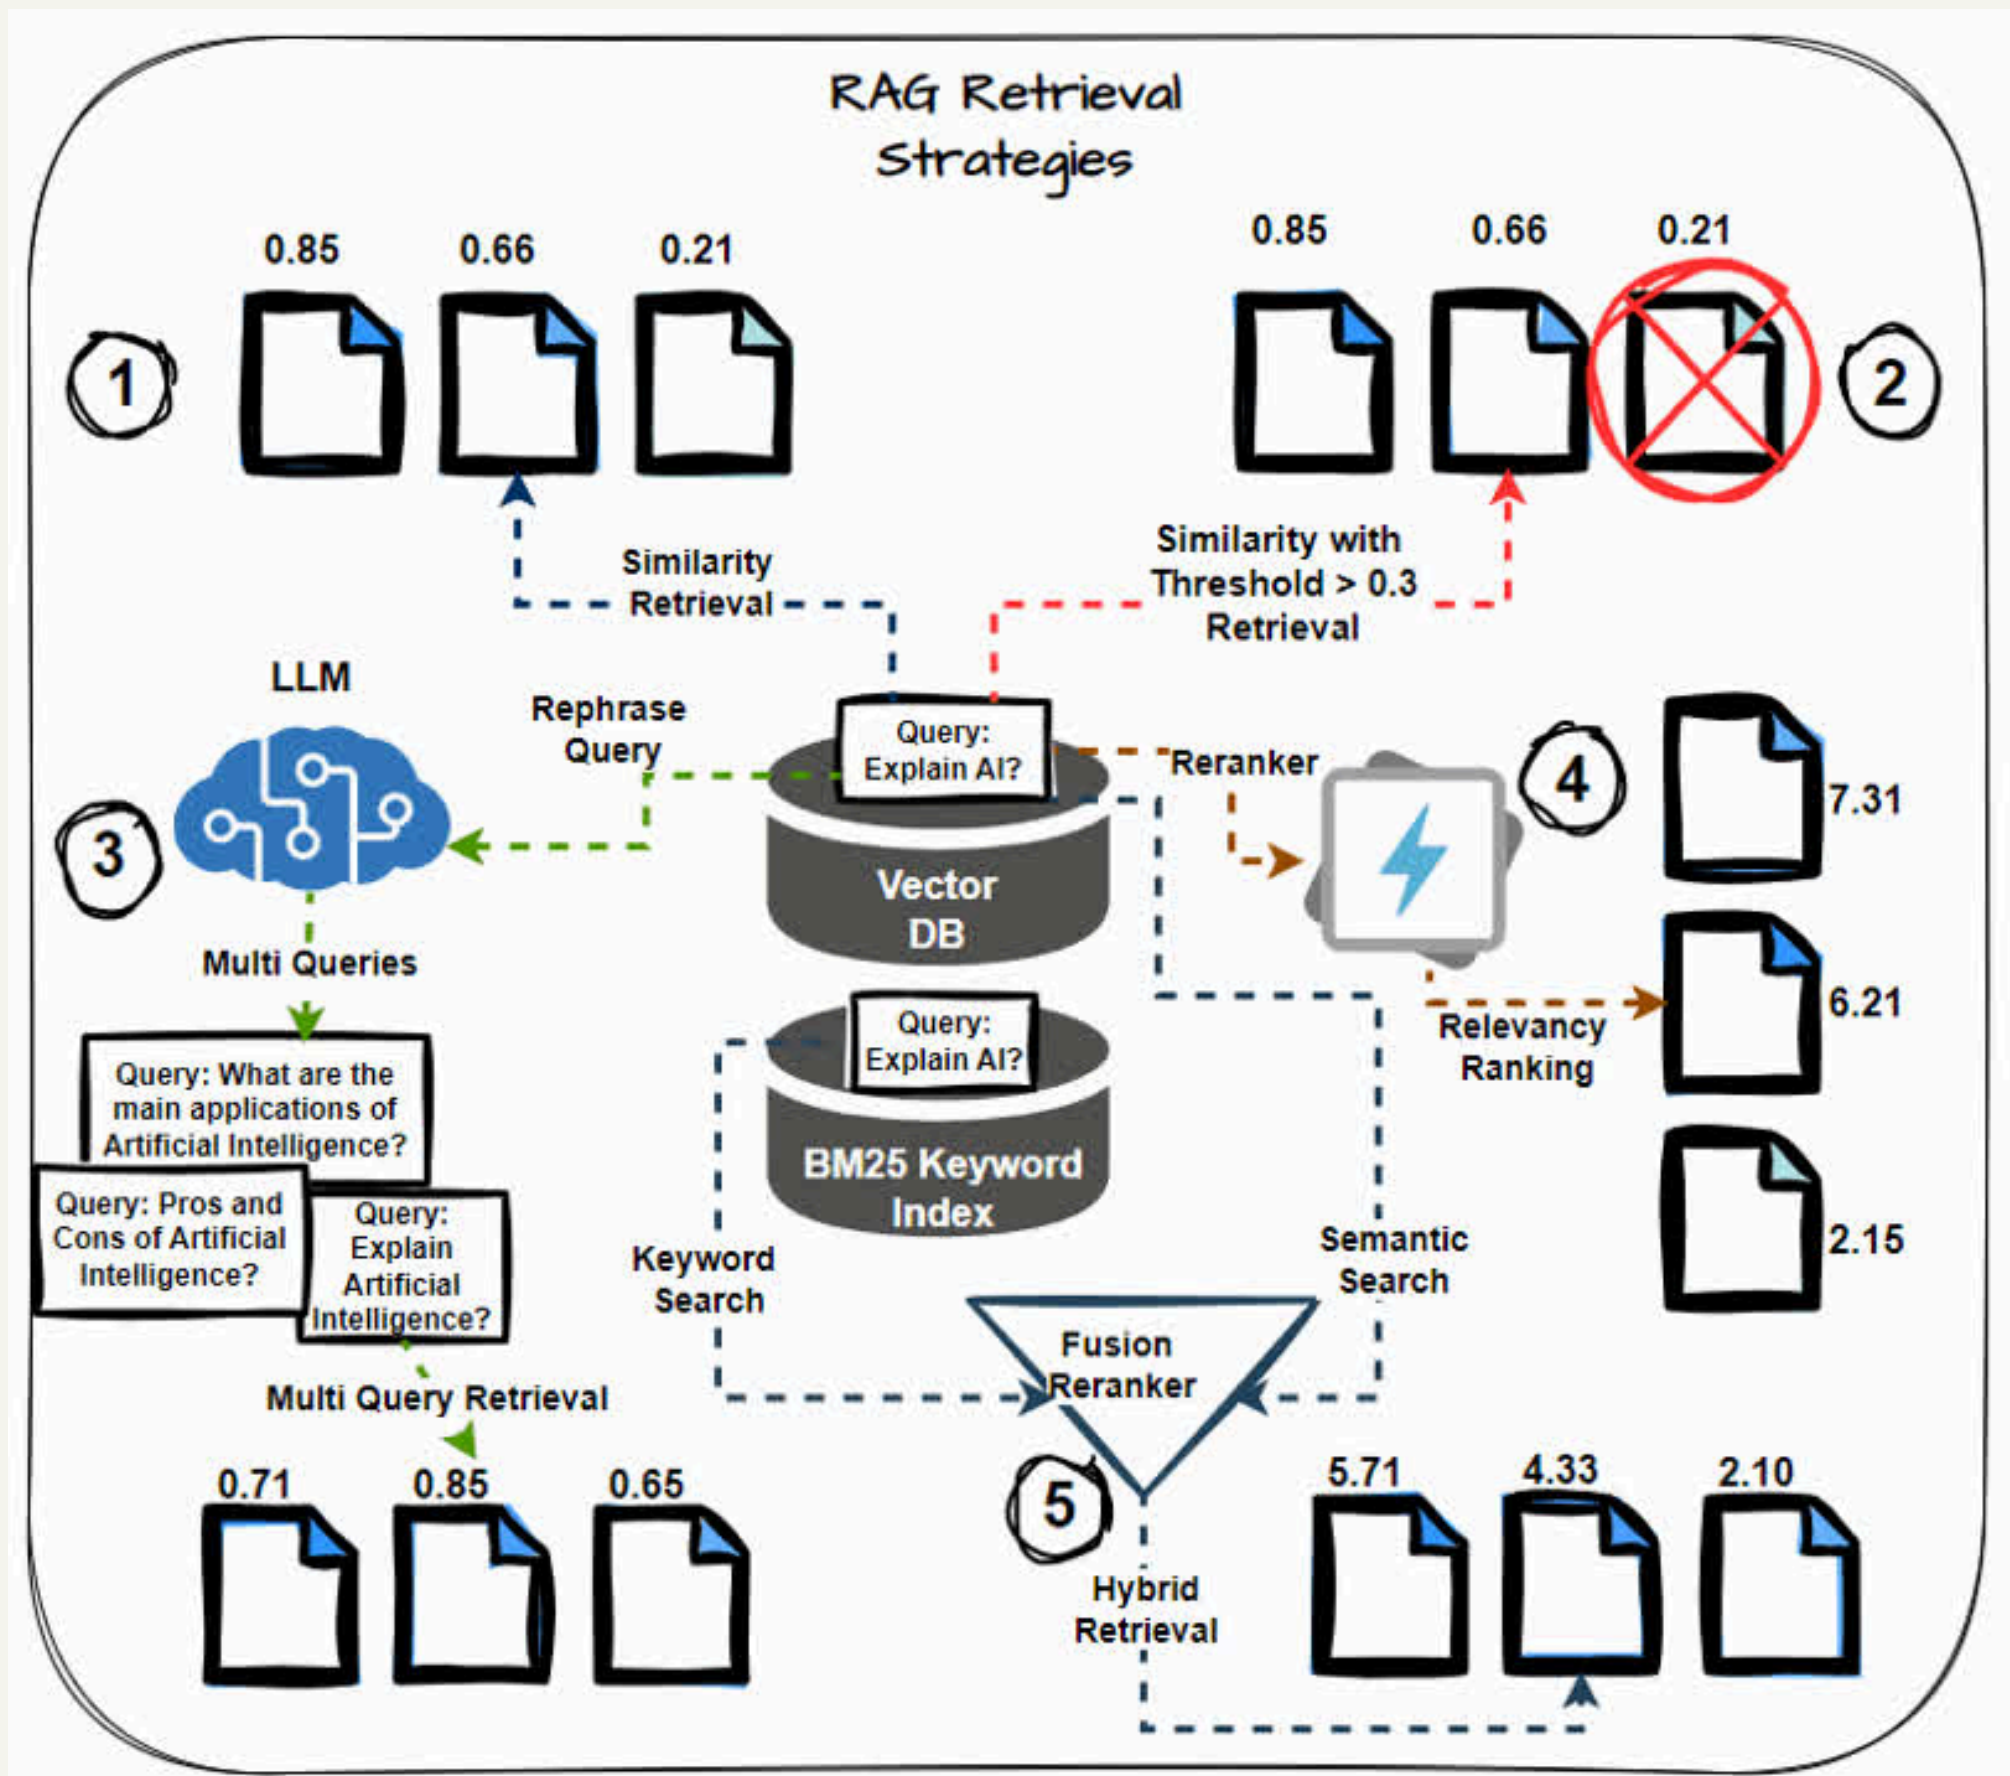 RAG Retrieval
Strategies
0.85
0.66
0.21
1
0.85
0.66
0.21
2
Similarity
Retrieval
Similarity with
Threshold > 0.3
Retrieval
LLM
Rephrase
Query
3
Query:
Explain AI?
Vector
DB
Reranker
4
7.31
6.21
2.15
Relevancy
Ranking
Multi Queries
Query: What are the
main applications of
Artificial Intelligence?
Query: Pros and
Cons of Artificial
Intelligence?
Query:
Explain
Artificial
Intelligence?
Multi Query Retrieval
0.71
0.85
0.65
Query:
Explain AI?
BM25 Keyword
Index
Keyword
Search
Semantic
Search
Fusion
Reranker
5
Hybrid
Retrieval
5.71
4.33
2.10